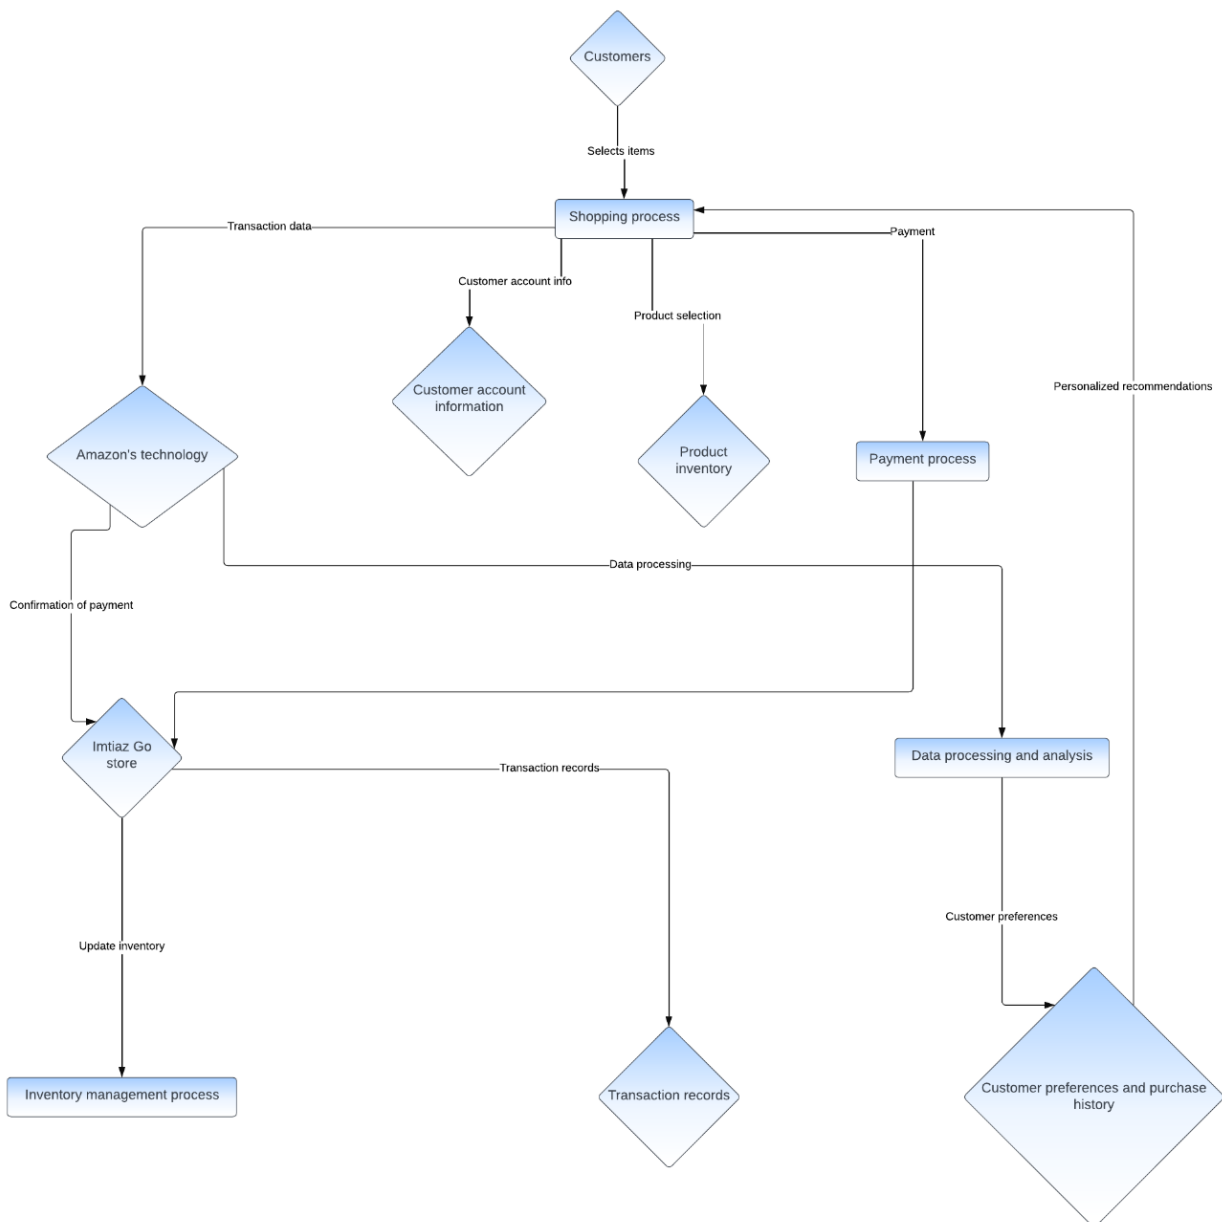 Customers
Selects items
Shopping process
Transaction data
Payment
Customer account info
Product selection
Personalized recommendations
Customer account
information
Amazon's technology
Product
inventory
Payment process
Data processing
Confirmation of payment
Imtiaz Go
store
Data processing and analysis
Transaction records
Customer preferences
Update inventory
Inventory management process
Transaction records
Customer preferences and purchase
history